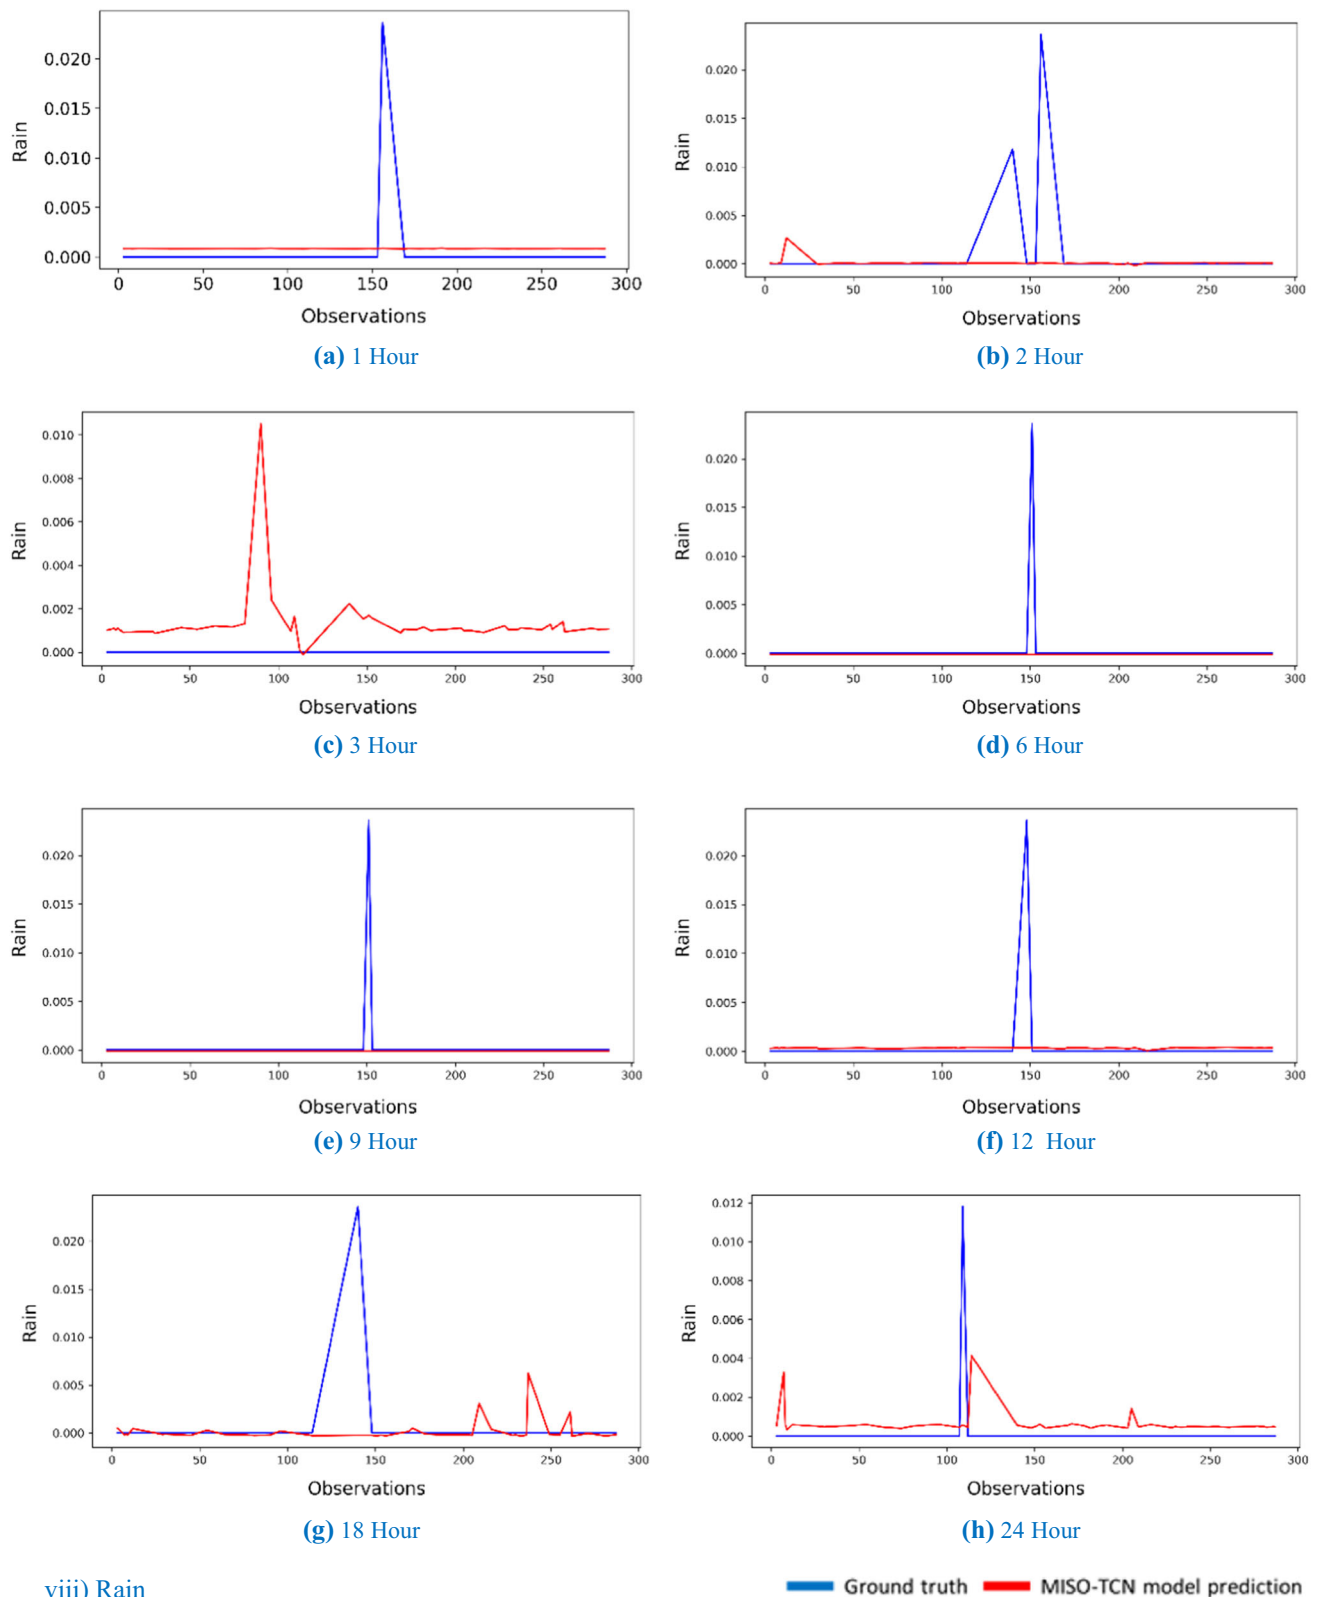 0.020
0.015
0.010
0.005
0.000
Rain
0 50 100 150 200 250 300
Observations
(a) 1 Hour
0.020
0.015
0.010
0.005
0.000
Rain
0 50 100 150 200 250 300
Observations
(b) 2 Hour
0.010
0.008
0.006
0.004
0.002
0.000
Rain
0 50 100 150 200 250 300
Observations
(c) 3 Hour
0.020
0.015
0.010
0.005
0.000
Rain
0 50 100 150 200 250 300
Observations
(d) 6 Hour
0.020
0.015
0.010
0.005
0.000
Rain
0 50 100 150 200 250 300
Observations
(e) 9 Hour
0.020
0.015
0.010
0.005
0.000
Rain
0 50 100 150 200 250 300
Observations
(f) 12 Hour
0.020
0.015
0.010
0.005
0.000
Rain
0 50 100 150 200 250 300
Observations
(g) 18 Hour
0.012
0.010
0.008
0.006
0.004
0.002
0.000
Rain
0 50 100 150 200 250 300
Observations
(h) 24 Hour
viii) Rain
Ground truth MISO-TCN model prediction